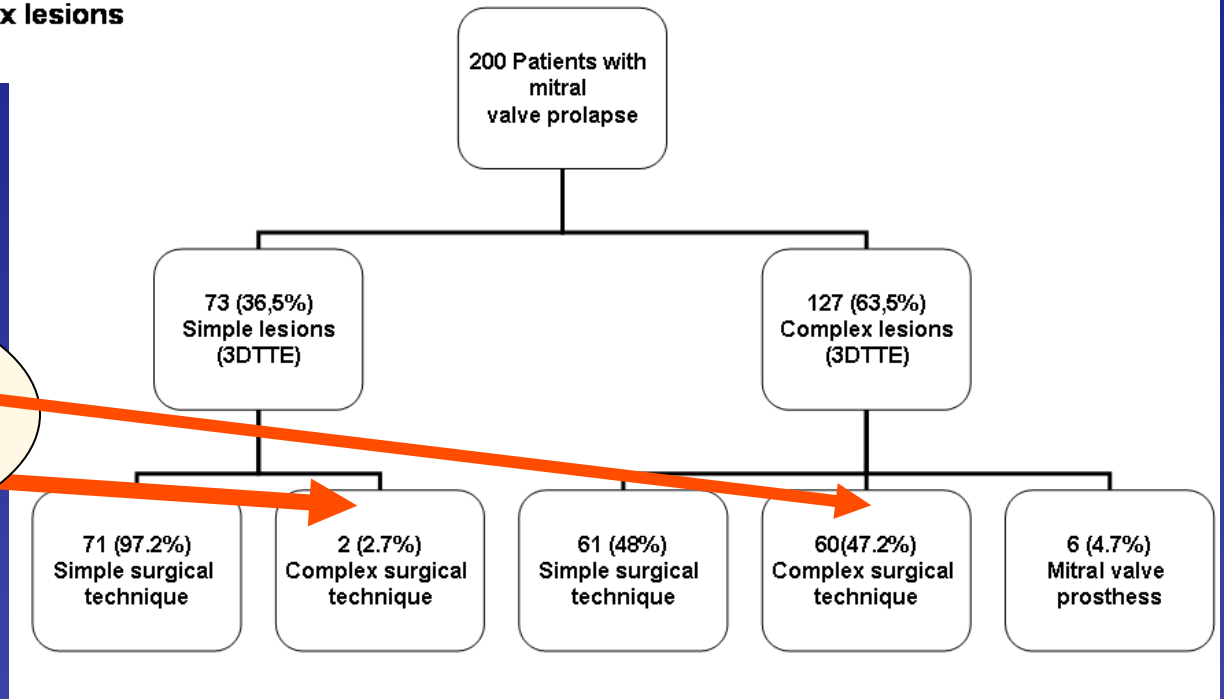 x lesions
200 Patients with
mitral
valve prolapse
73 (36,5%)
Simple lesions
(3DTTE)
127 (63,5%)
Complex lesions
(3DTTE)
71 (97.2%)
Simple surgical
technique
2 (2.7%)
Complex surgical
technique
61 (48%)
Simple surgical
technique
60(47.2%)
Complex surgical
technique
6 (4.7%)
Mitral valve
prosthess